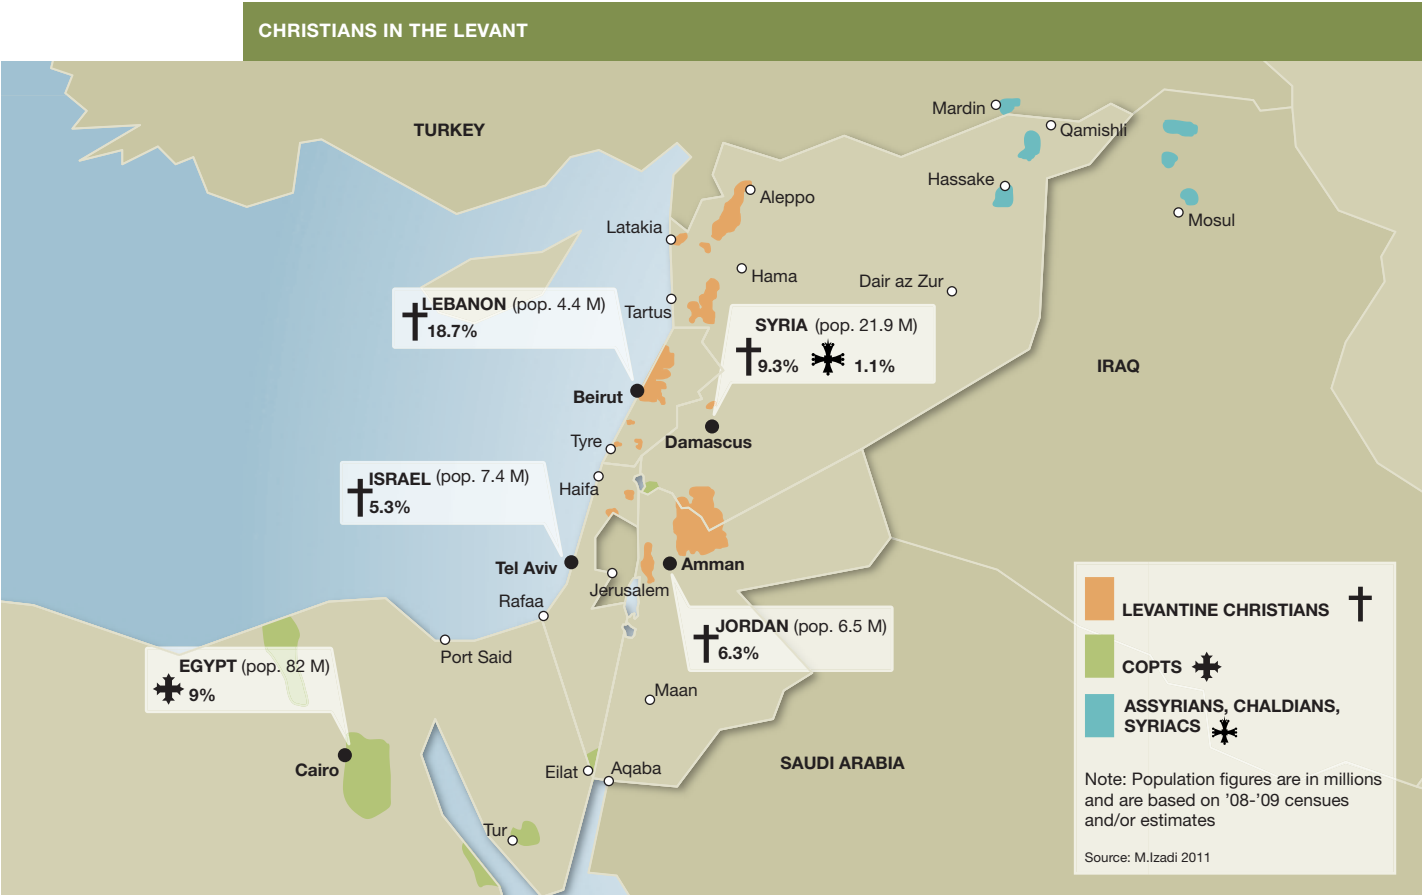 CHRISTIANS IN THE LEVANT
TURKEY
Mardin
Qamishli
Hassake
Mosul
Aleppo
Latakia
Hama
Dair az Zur
Tartus
LEBANON (pop. 4.4 M)
18.7%
SYRIA (pop. 21.9 M)
9.3% 1.1%
IRAQ
Beirut
Damascus
Tyre
ISRAEL (pop. 7.4 M)
5.3%
Haifa
Tel Aviv
Amman
Jerusalem
Rafaa
JORDAN (pop. 6.5 M)
6.3%
Port Said
EGYPT (pop. 82 M)
9%
Maan
Cairo
Eilat
Aqaba
SAUDI ARABIA
Tur
LEVANTINE CHRISTIANS
COPTS
ASSYRIANS, CHALDIANS,
SYRIACS
Note: Population figures are in millions
and are based on ’08-’09 censues
and/or estimates
Source: M.Izadi 2011